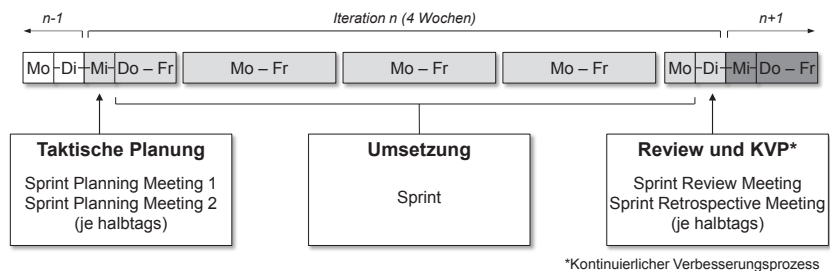 n-1 Iteration n (4 Wochen) n+1
Mo Di Mi Do – Fr Mo – Fr Mo – Fr Mo – Fr Mo Di Mi Do – Fr
Taktische Planung
Sprint Planning Meeting 1
Sprint Planning Meeting 2
(je halbtags)
Umsetzung
Sprint
Review und KVP*
Sprint Review Meeting
Sprint Retrospective Meeting
(je halbtags)
*Kontinuierlicher Verbesserungsprozess